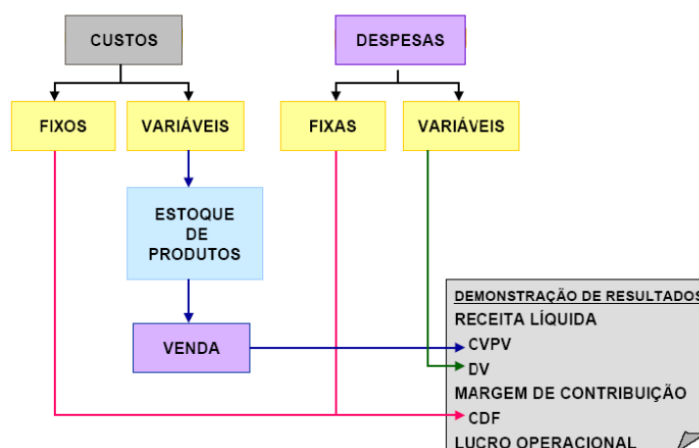 CUSTOS
DESPESAS
FIXOS
VARIÁVEIS
FIXAS
VARIÁVEIS
ESTOQUE
DE
PRODUTOS
VENDA
DEMONSTRAÇÃO DE RESULTADOS
RECEITA LÍQUIDA
CVPV
DV
MARGEM DE CONTRIBUIÇÃO
CDF
LUCRO OPERACIONAL